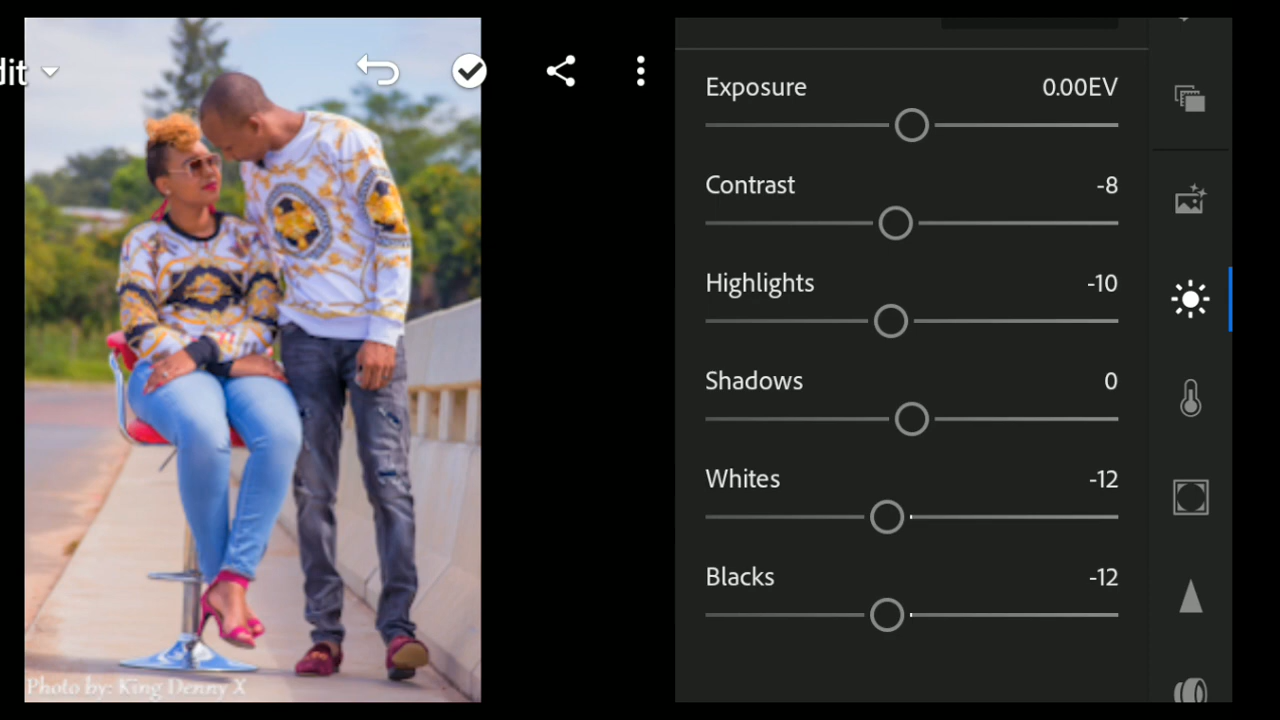 dit
Exposure 0.00EV
Contrast -8
Highlights -10
Shadows 0
Whites -12
Blacks -12
Photo by: King Denny X